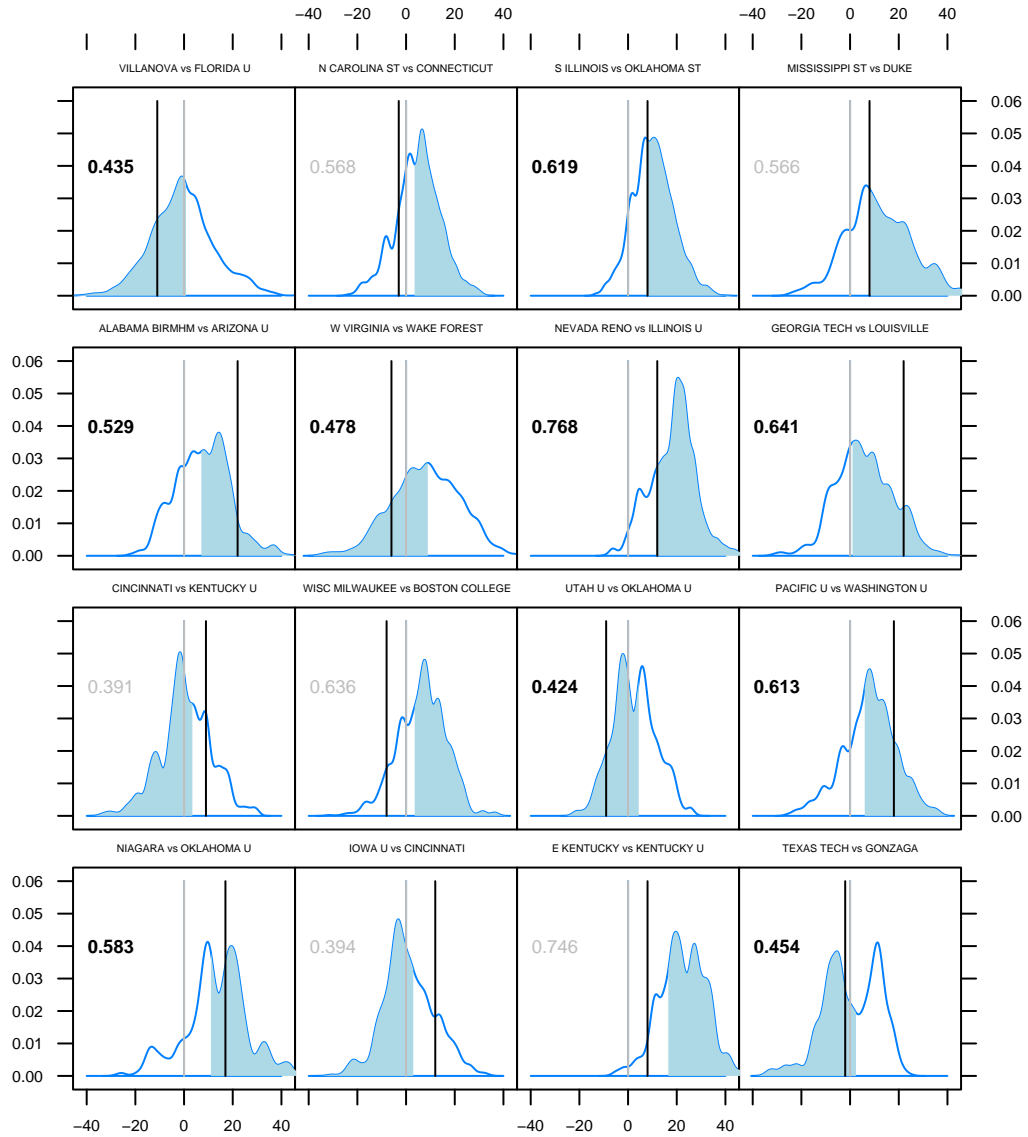 −40 −20 0 20 40 −40 −20 0 20 40
VILLANOVA vs FLORIDA U N CAROLINA ST vs CONNECTICUT S ILLINOIS vs OKLAHOMA ST MISSISSIPPI ST vs DUKE
0.06
0.05
0.435 0.568 0.619 0.566 0.04
0.03
0.02
0.01
0.00
ALABAMA BIRMHM vs ARIZONA U W VIRGINIA vs WAKE FOREST NEVADA RENO vs ILLINOIS U GEORGIA TECH vs LOUISVILLE
0.06
0.05
0.04 0.529 0.478 0.768 0.641
0.03
0.02
0.01
0.00
CINCINNATI vs KENTUCKY U WISC MILWAUKEE vs BOSTON COLLEGE UTAH U vs OKLAHOMA U PACIFIC U vs WASHINGTON U
0.06
0.05
0.391 0.636 0.424 0.613 0.04
0.03
0.02
0.01
0.00
NIAGARA vs OKLAHOMA U IOWA U vs CINCINNATI E KENTUCKY vs KENTUCKY U TEXAS TECH vs GONZAGA
0.06
0.05
0.04 0.583 0.394 0.746 0.454
0.03
0.02
0.01
0.00
−40 −20 0 20 40 −40 −20 0 20 40